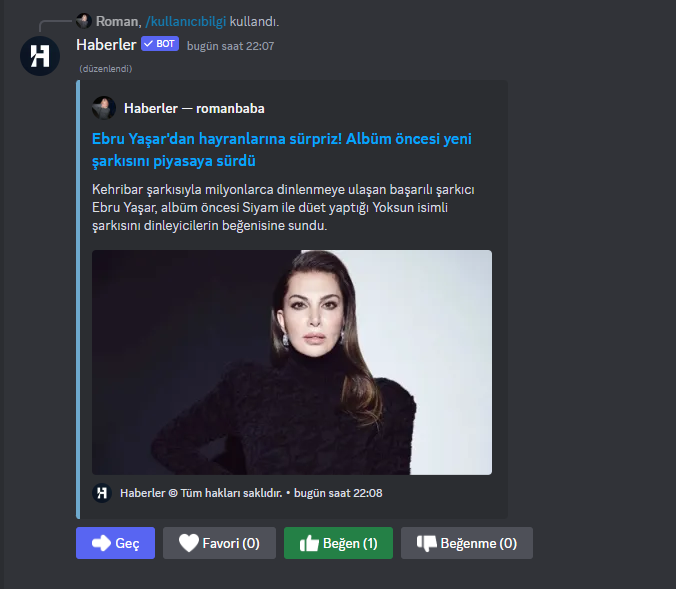 Roman, /kullanıcıbilgi kullandı.
Haberler ✓ BOT bugün saat 22:07
(düzenlendi)
Haberler — romanbaba
Ebru Yaşar'dan hayranlarına sürpriz! Albüm öncesi yeni
şarkısını piyasaya sürdü
Kehribar şarkısıyla milyonlarca dinlenmeye ulaşan başarılı şarkıcı
Ebru Yaşar, albüm öncesi Siyam ile düet yaptığı Yoksun isimli
şarkısını dinleyicilerin beğenisine sundu.
Haberler © Tüm hakları saklıdır. • bugün saat 22:08
Geç Favori (0) Beğen (1) Beğenme (0)